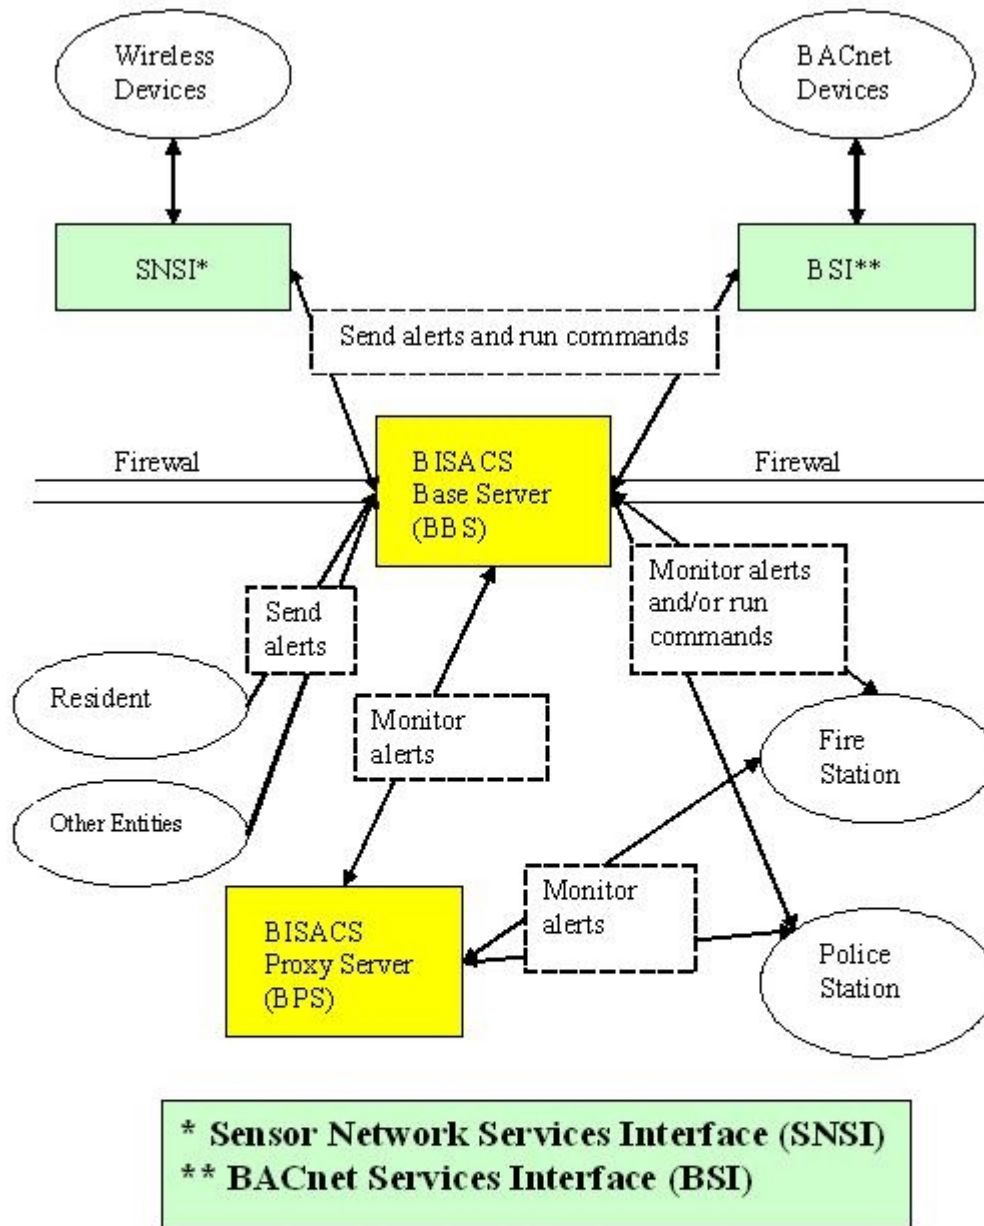 Wireless
Devices
BACnet
Devices
SNSI*
BSI**
Send alerts and run commands
Firewal
BISACS
Base Server
(BBS)
Firewal
Send
alerts
Monitor alerts
and/or run
commands
Resident
Monitor
alerts
Fire
Station
Other Entities
Monitor
alerts
BISACS
Proxy Server
(BPS)
Police
Station
* Sensor Network Services Interface (SNSI)
** BACnet Services Interface (BSI)